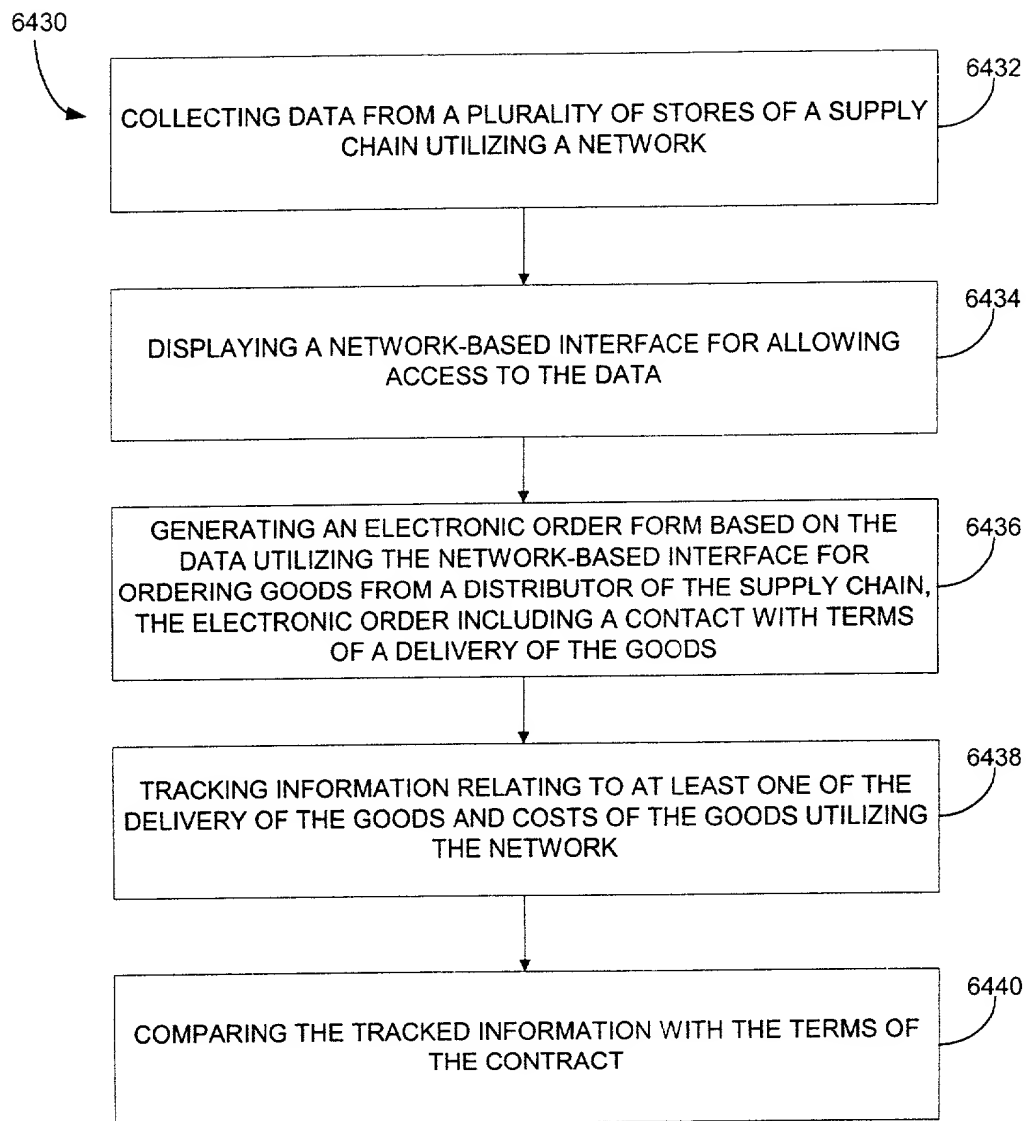 6430
6432
COLLECTING DATA FROM A PLURALITY OF STORES OF A SUPPLY
CHAIN UTILIZING A NETWORK
6434
DISPLAYING A NETWORK-BASED INTERFACE FOR ALLOWING
ACCESS TO THE DATA
6436
GENERATING AN ELECTRONIC ORDER FORM BASED ON THE
DATA UTILIZING THE NETWORK-BASED INTERFACE FOR
ORDERING GOODS FROM A DISTRIBUTOR OF THE SUPPLY CHAIN,
THE ELECTRONIC ORDER INCLUDING A CONTACT WITH TERMS
OF A DELIVERY OF THE GOODS
6438
TRACKING INFORMATION RELATING TO AT LEAST ONE OF THE
DELIVERY OF THE GOODS AND COSTS OF THE GOODS UTILIZING
THE NETWORK
6440
COMPARING THE TRACKED INFORMATION WITH THE TERMS OF
THE CONTRACT